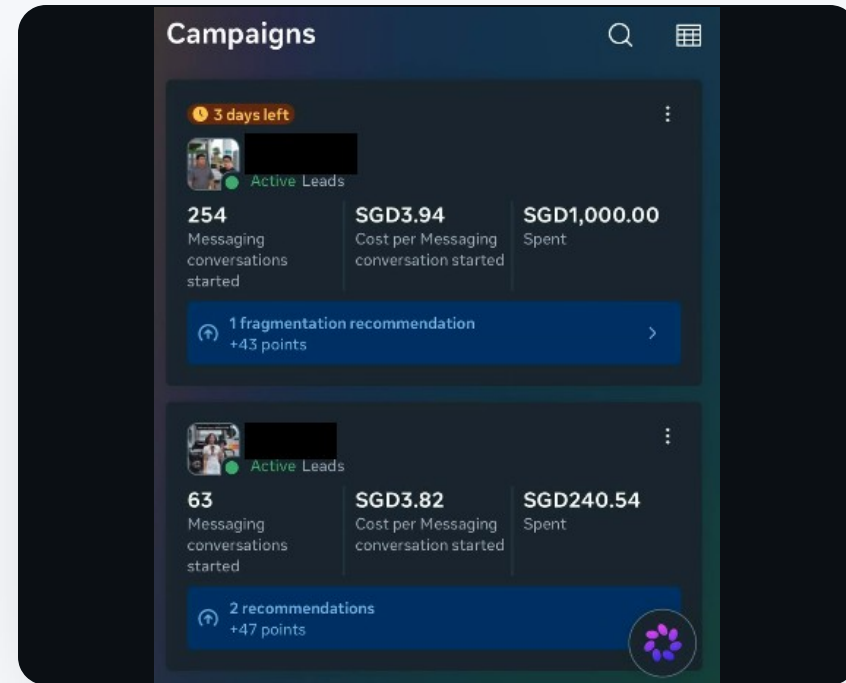 Campaigns
3 days left
Active Leads
254
Messaging
conversations
started
SGD3.94
Cost per Messaging
conversation started
SGD1,000.00
Spent
1 fragmentation recommendation
+43 points
Active Leads
63
Messaging
conversations
started
SGD3.82
Cost per Messaging
conversation started
SGD240.54
Spent
2 recommendations
+47 points